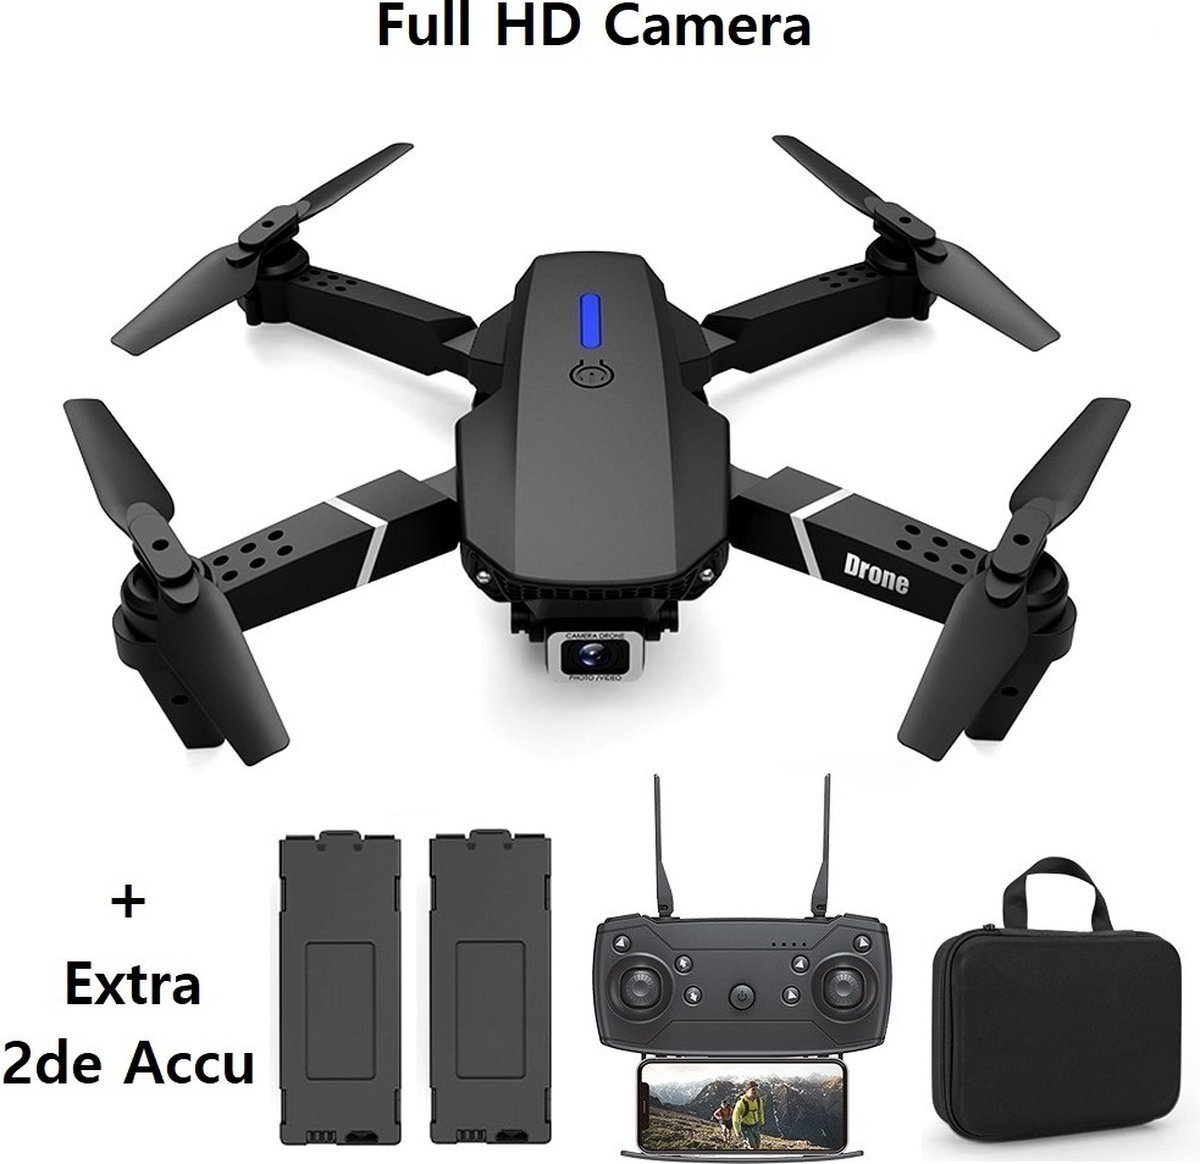 Full HD Camera
Drone
CAMERA DRONE
PHOTO /VIDEO
+
Extra
2de Accu